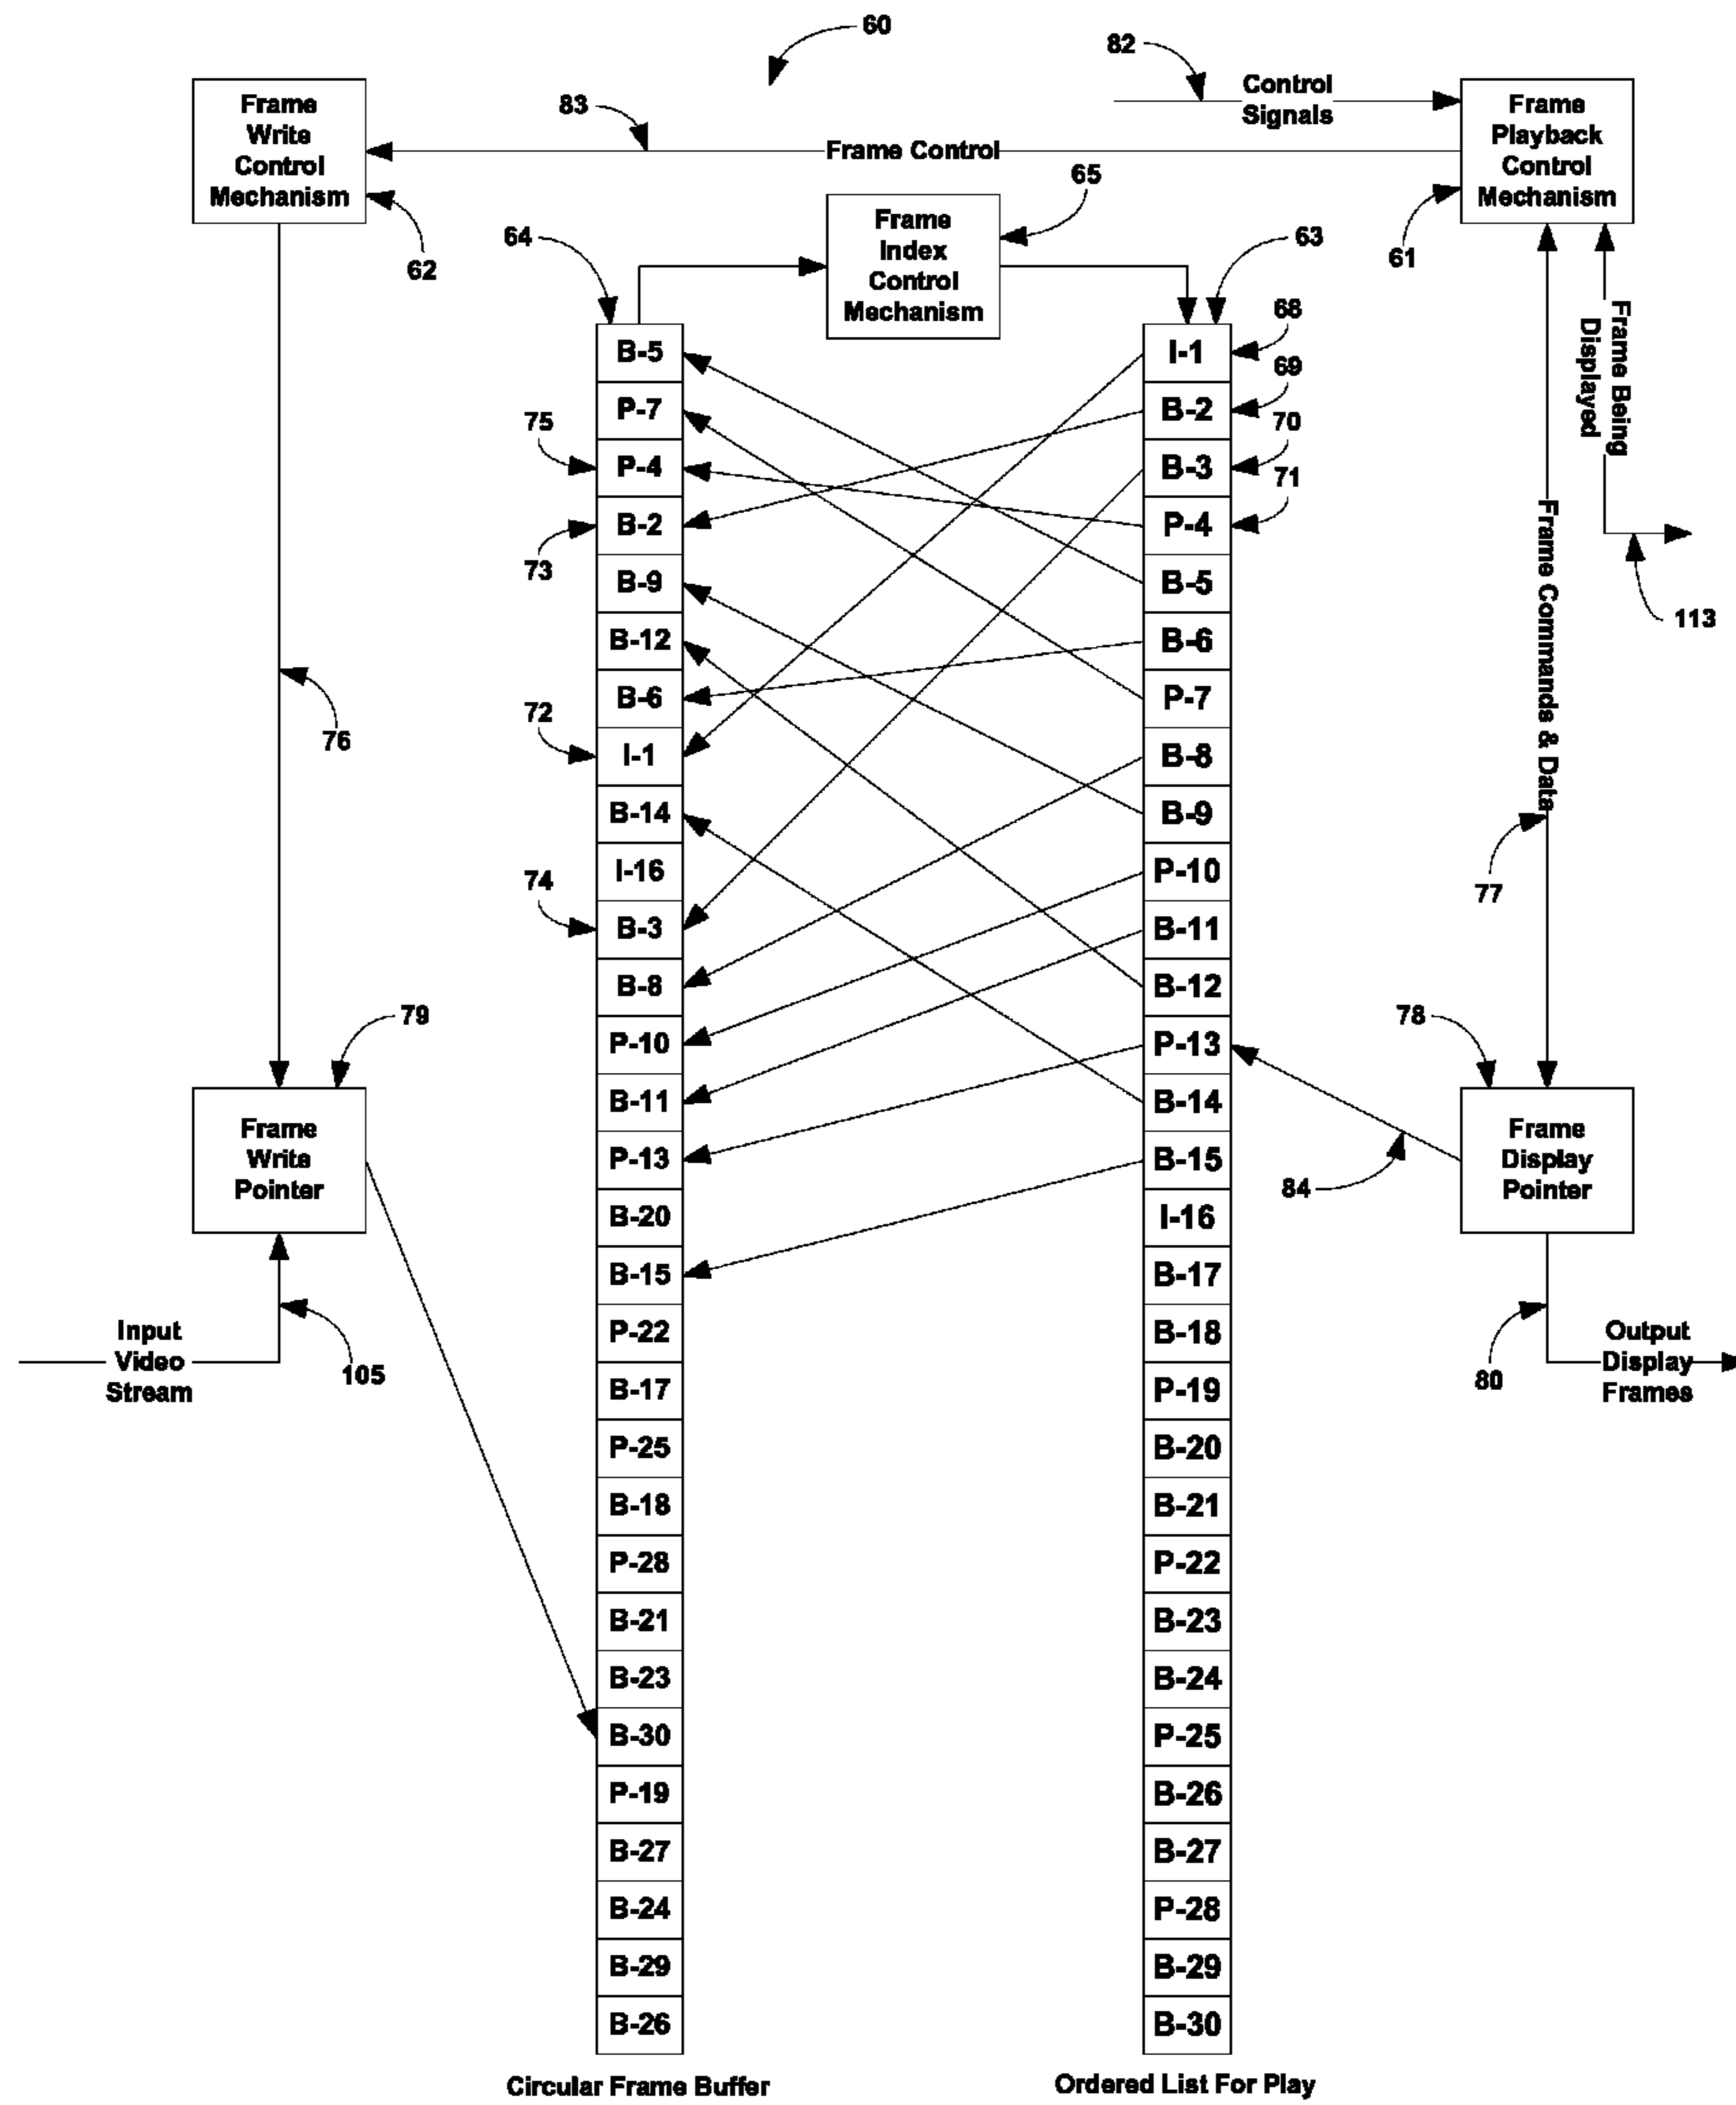 60
82
Control
Signals
83
Frame Control
Frame
Write
Control
Mechanism
62
Frame
Playback
Control
Mechanism
61
65
Frame
Index
Control
Mechanism
64
63
68
69
70
71
75
73
72
74
76
79
Frame
Write
Pointer
Input
Video
Stream
105
B-5
P-7
P-4
B-2
B-9
B-12
B-6
I-1
B-14
I-16
B-3
B-8
P-10
B-11
P-13
B-20
B-15
P-22
B-17
P-25
B-18
P-28
B-21
B-23
B-30
P-19
B-27
B-24
B-29
B-26
Circular Frame Buffer
I-1
B-2
B-3
P-4
B-5
B-6
P-7
B-8
B-9
P-10
B-11
B-12
P-13
B-14
B-15
I-16
B-17
B-18
P-19
B-20
B-21
P-22
B-23
B-24
P-25
B-26
B-27
P-28
B-29
B-30
Ordered List For Play
Frame Being
Displayed
113
Frame Commands & Data
77
78
84
Frame
Display
Pointer
80
Output
Display
Frames